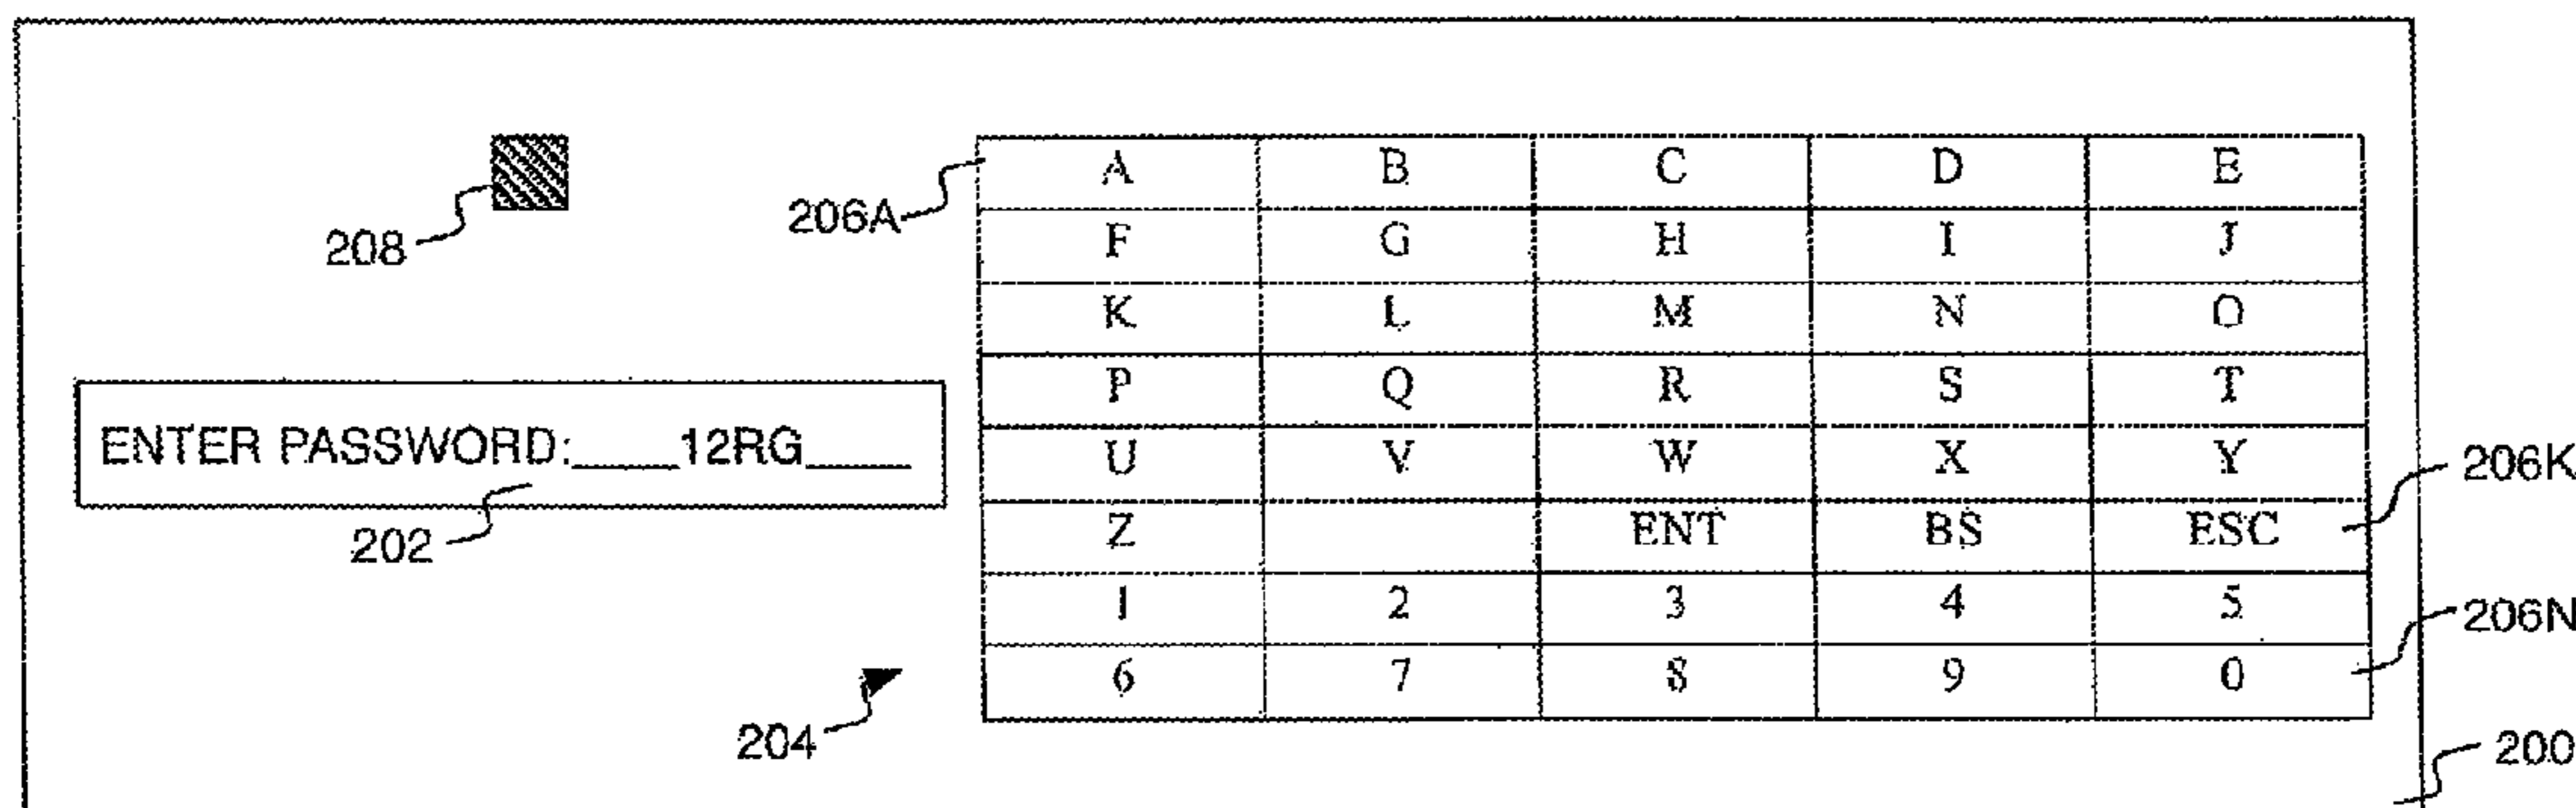 A B C D E
206A
F G H I J
208
K L M N O
P Q R S T
ENTER PASSWORD:____12RG____
U V W X Y
206K
202
Z ENT BS ESC
1 2 3 4 5
206N
6 7 8 9 0
204
200